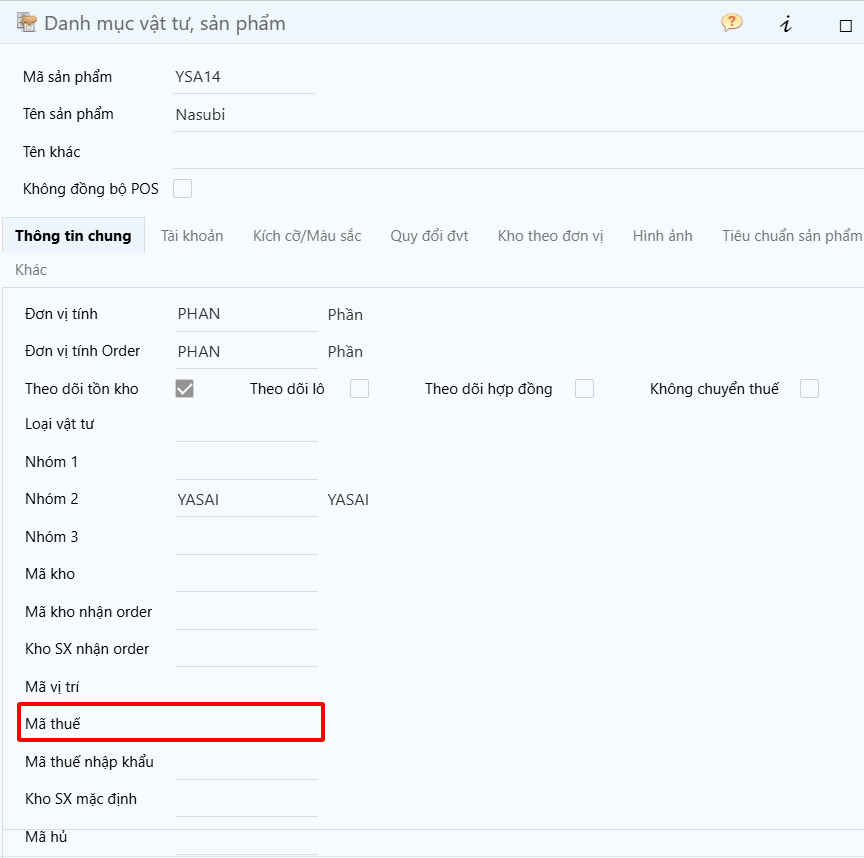 Danh mục vật tư, sản phẩm ? i
Mã sản phẩm YSA14
Tên sản phẩm Nasubi
Tên khác
Không đồng bộ POS
Thông tin chung Tài khoản Kích cỡ/Màu sắc Quy đổi đvt Kho theo đơn vị Hình ảnh Tiêu chuẩn sản phẩm
Khác
Đơn vị tính PHAN Phần
Đơn vị tính Order PHAN Phần
Theo dõi tồn kho Theo dõi lô Theo dõi hợp đồng Không chuyển thuế
Loại vật tư
Nhóm 1
Nhóm 2 YASAI YASAI
Nhóm 3
Mã kho
Mã kho nhận order
Kho SX nhận order
Mã vị trí
Mã thuế
Mã thuế nhập khẩu
Kho SX mặc định
Mã hủ